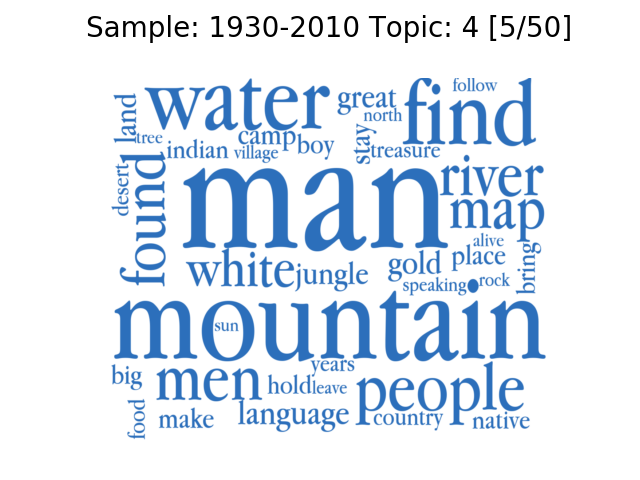 Sample: 1930-2010 Topic: 4 [5/50]
water
great
follow
find
north
land
tree
camp
boy
stay
indian
village
treasure
desert
found
man
river
map
alive
place
gold
white
jungle
bring
speaking
rock
mountain
sun
years
big
men
hold
leave
people
food
make
language
country
native